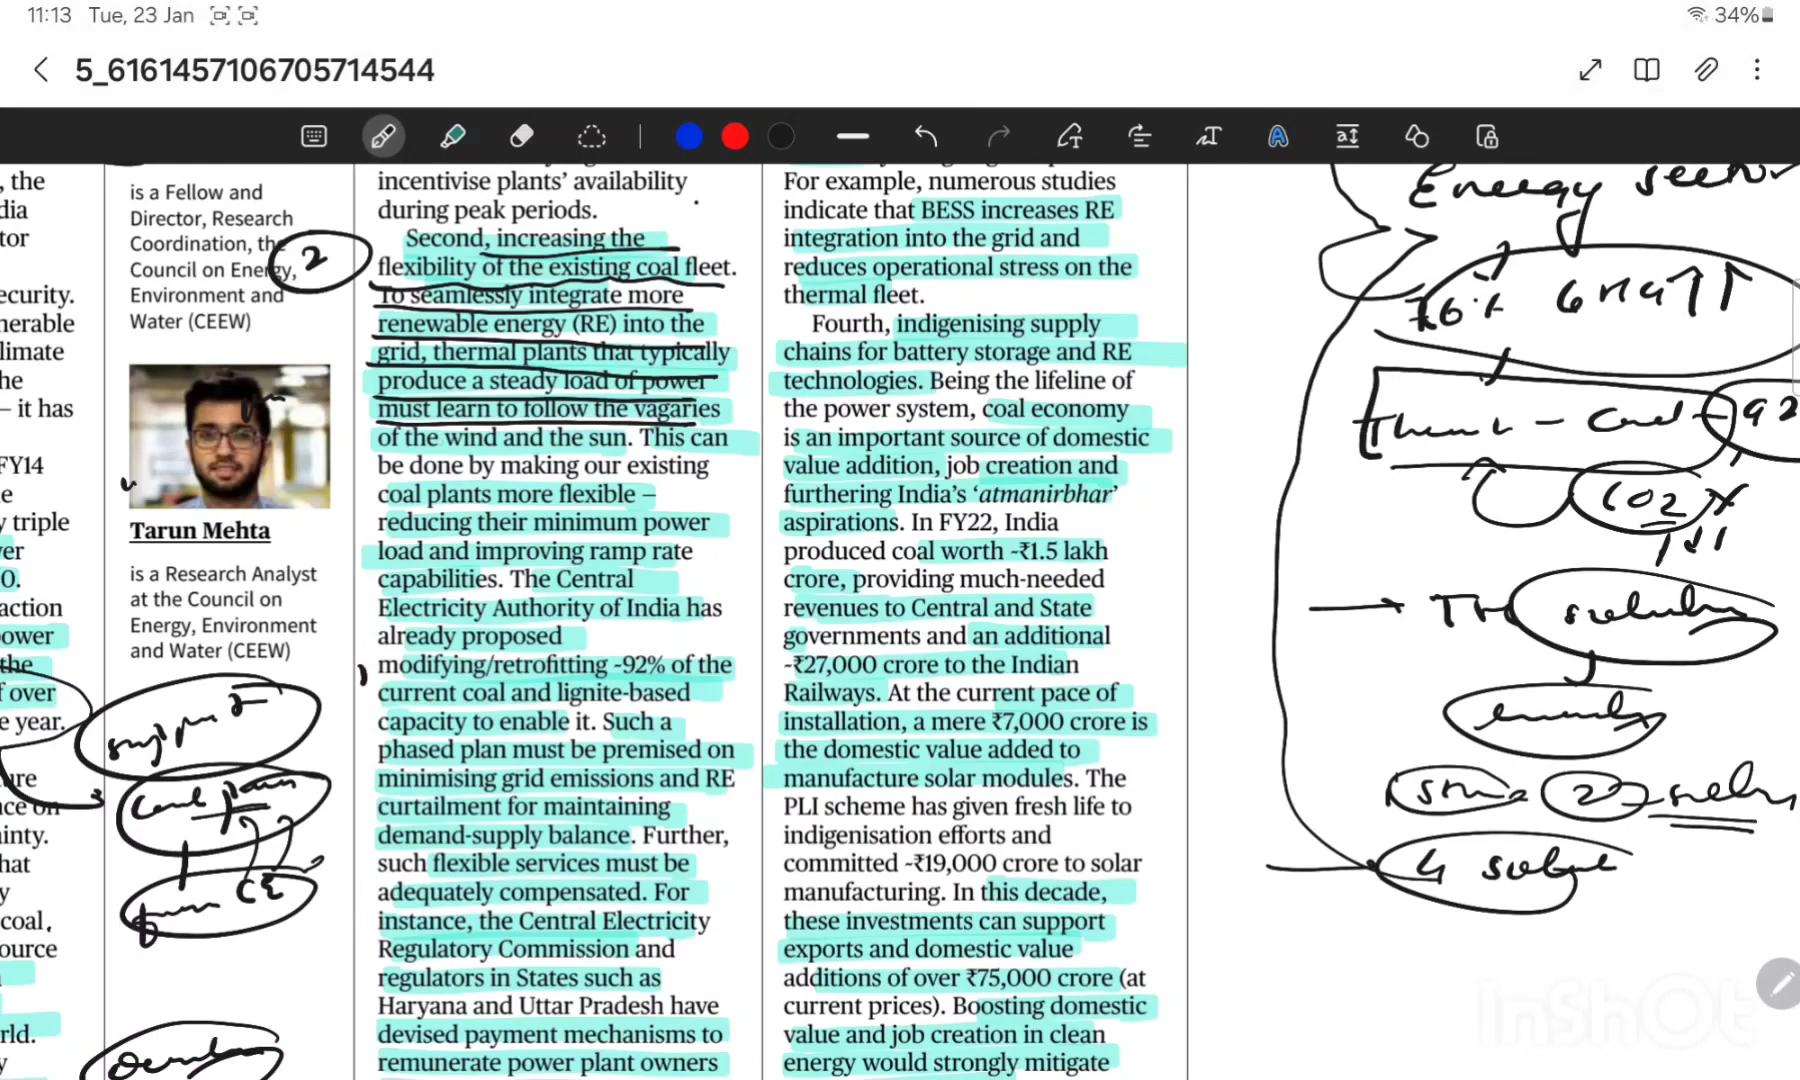 11:13 Tue, 23 Jan
34%
5_6161457106705714544
, the
dia
tor
ecurity.
nerable
limate
he
– it has
FY14
e
y triple
ver
0.
action
power
the
f over
e year.
ure
nce on
inty.
hat
y
coal,
ource
rld.
y
is a Fellow and
Director, Research
Coordination, the
Council on Energy,
Environment and
Water (CEEW)
Tarun Mehta
is a Research Analyst
at the Council on
Energy, Environment
and Water (CEEW)
2
incentivise plants’ availability
during peak periods.
Second, increasing the
flexibility of the existing coal fleet.
To seamlessly integrate more
renewable energy (RE) into the
grid, thermal plants that typically
produce a steady load of power
must learn to follow the vagaries
of the wind and the sun. This can
be done by making our existing
coal plants more flexible –
reducing their minimum power
load and improving ramp rate
capabilities. The Central
Electricity Authority of India has
already proposed
modifying/retrofitting ~92% of the
current coal and lignite-based
capacity to enable it. Such a
phased plan must be premised on
minimising grid emissions and RE
curtailment for maintaining
demand-supply balance. Further,
such flexible services must be
adequately compensated. For
instance, the Central Electricity
Regulatory Commission and
regulators in States such as
Haryana and Uttar Pradesh have
devised payment mechanisms to
remunerate power plant owners
For example, numerous studies
indicate that BESS increases RE
integration into the grid and
reduces operational stress on the
thermal fleet.
Fourth, indigenising supply
chains for battery storage and RE
technologies. Being the lifeline of
the power system, coal economy
is an important source of domestic
value addition, job creation and
furthering India’s ‘atmanirbhar’
aspirations. In FY22, India
produced coal worth ~₹1.5 lakh
crore, providing much-needed
revenues to Central and State
governments and an additional
~₹27,000 crore to the Indian
Railways. At the current pace of
installation, a mere ₹7,000 crore is
the domestic value added to
manufacture solar modules. The
PLI scheme has given fresh life to
indigenisation efforts and
committed ~₹19,000 crore to solar
manufacturing. In this decade,
these investments can support
exports and domestic value
additions of over ₹75,000 crore (at
current prices). Boosting domestic
value and job creation in clean
energy would strongly mitigate
Energy sector
76% GHG
CO2
4
InShOt